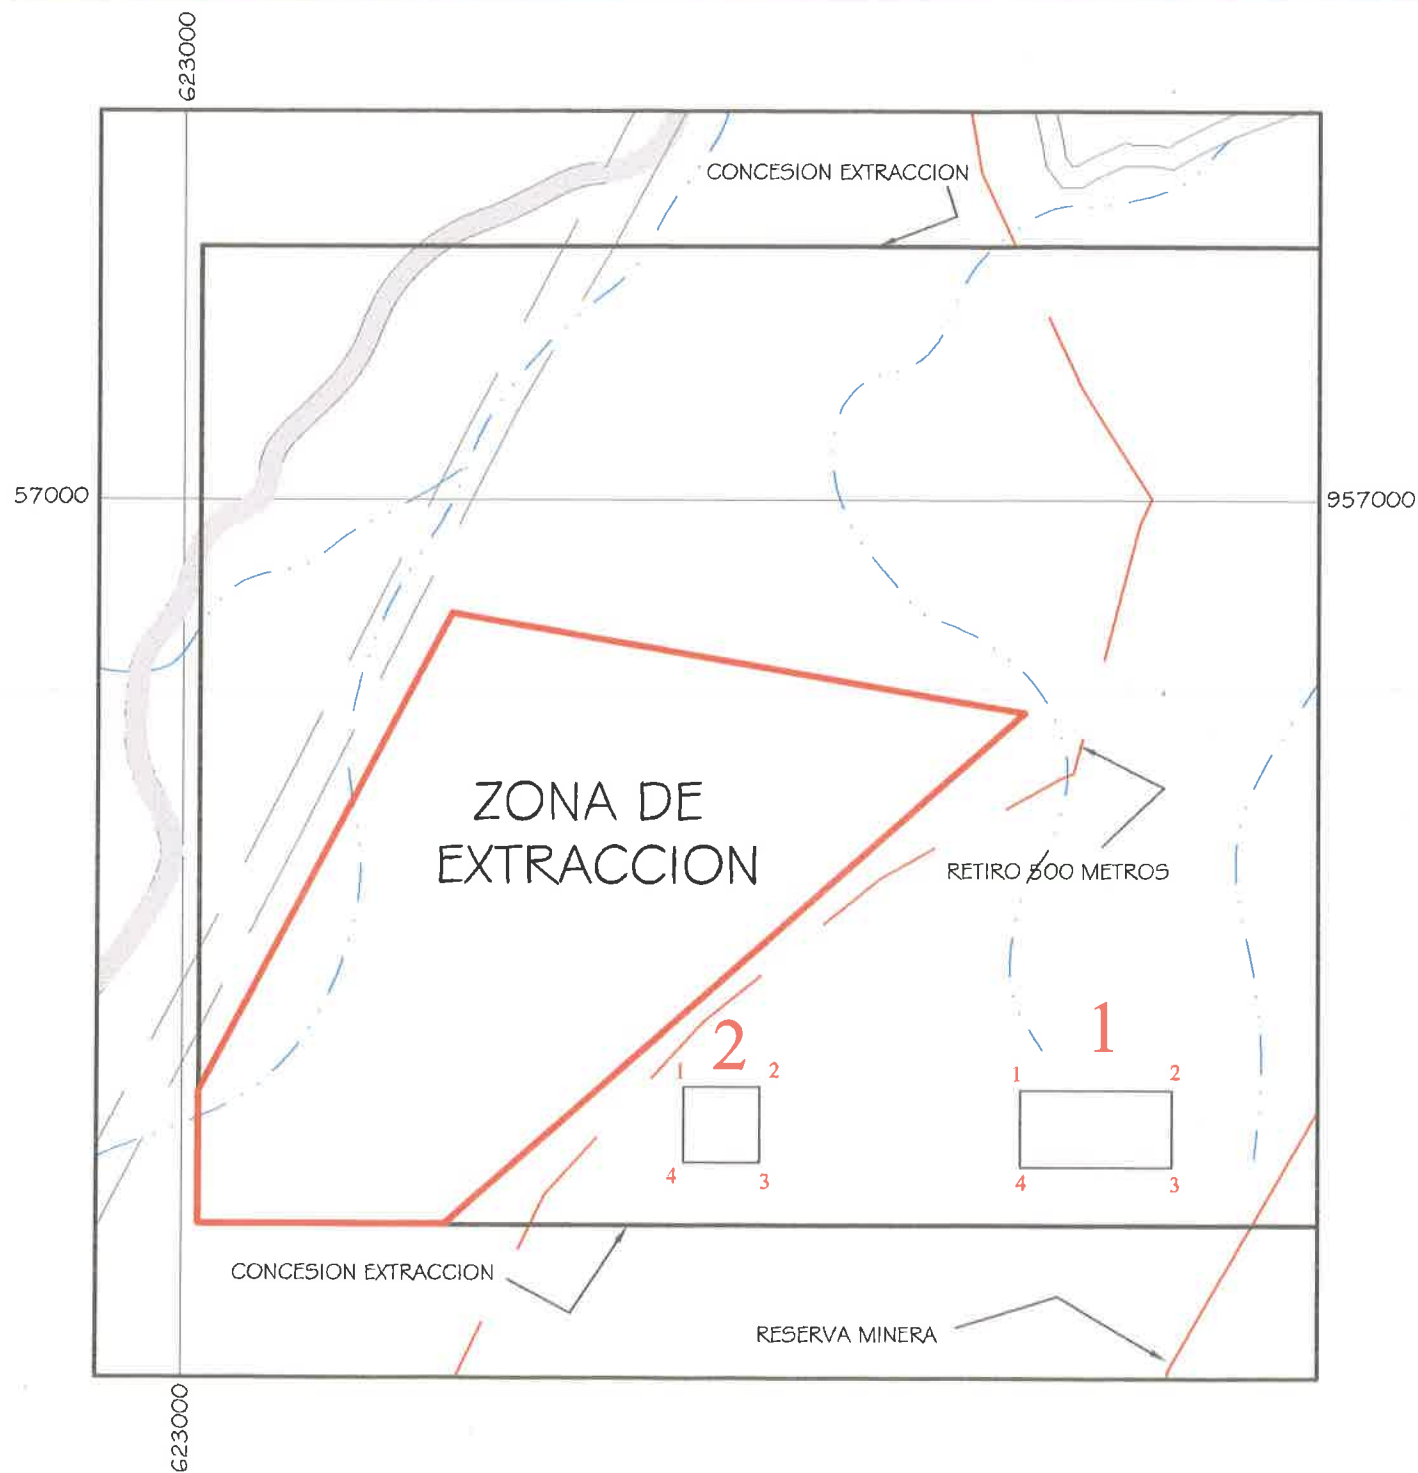 623000
CONCESION EXTRACCION
57000
957000
ZONA DE
EXTRACCION
RETIRO 500 METROS
2
1
1
2
1
2
4
3
4
3
CONCESION EXTRACCION
RESERVA MINERA
623000